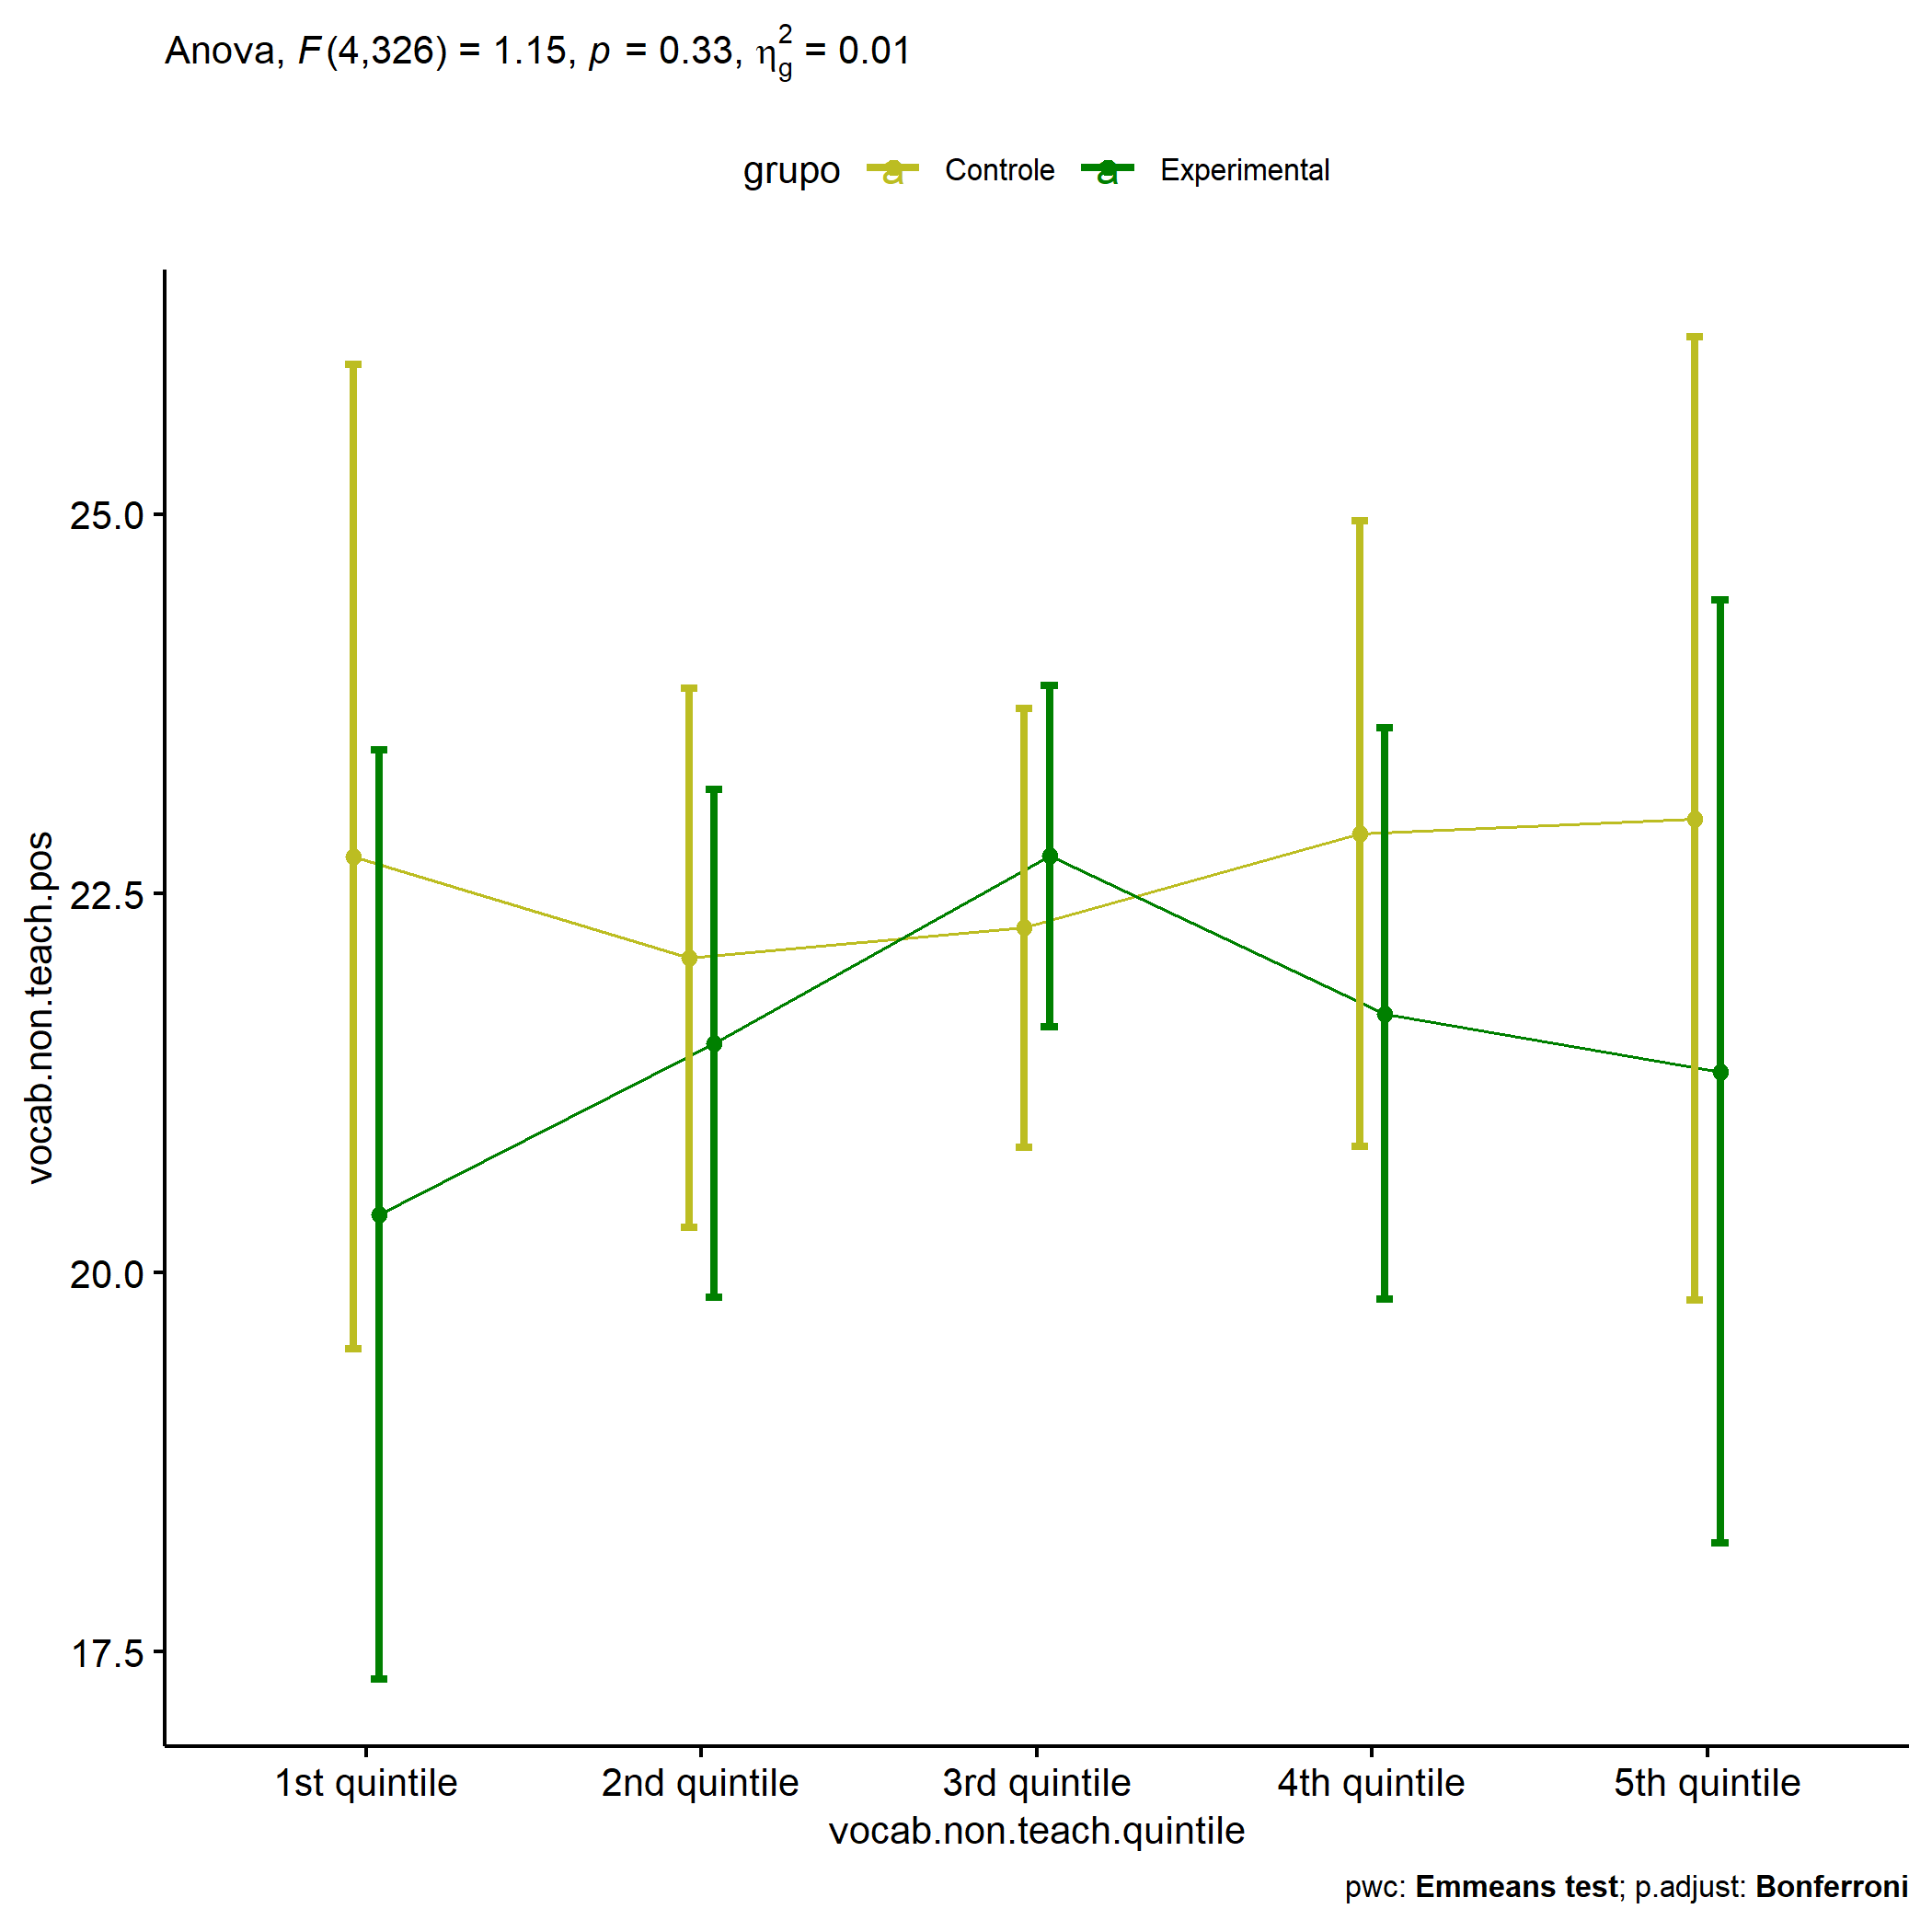 Anova, F(4,326) = 1.15, p = 0.33, η²g = 0.01
grupo a Controle a Experimental
vocab.non.teach.pos
25.0
22.5
20.0
17.5
1st quintile 2nd quintile 3rd quintile 4th quintile 5th quintile
vocab.non.teach.quintile
pwc: Emmeans test; p.adjust: Bonferroni